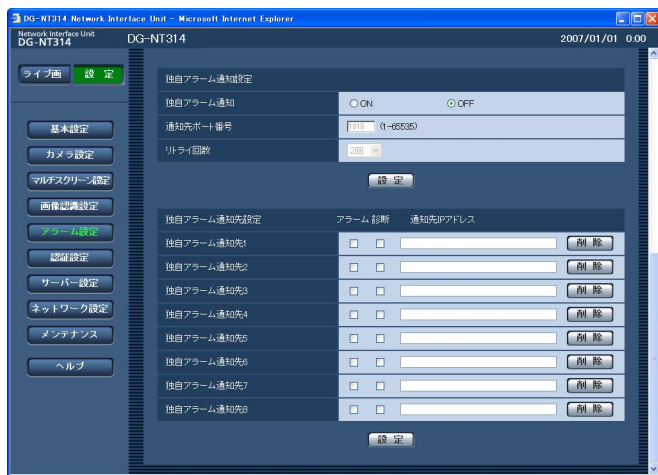 DG-NT314 Network Interface Unit - Microsoft Internet Explorer
Network Interface Unit
DG-NT314
DG-NT314
2007/01/01 0:00
ライブ画 設 定
基本設定
カメラ設定
マルチスクリーン設定
画像認識設定
アラーム設定
認証設定
サーバー設定
ネットワーク設定
メンテナンス
ヘルプ
独自アラーム通知設定
独自アラーム通知 ON OFF
通知先ポート番号 1818 (1-65535)
リトライ回数 2回
設 定
独自アラーム通知先設定 アラーム 診断 通知先IPアドレス
独自アラーム通知先1 削 除
独自アラーム通知先2 削 除
独自アラーム通知先3 削 除
独自アラーム通知先4 削 除
独自アラーム通知先5 削 除
独自アラーム通知先6 削 除
独自アラーム通知先7 削 除
独自アラーム通知先8 削 除
設 定